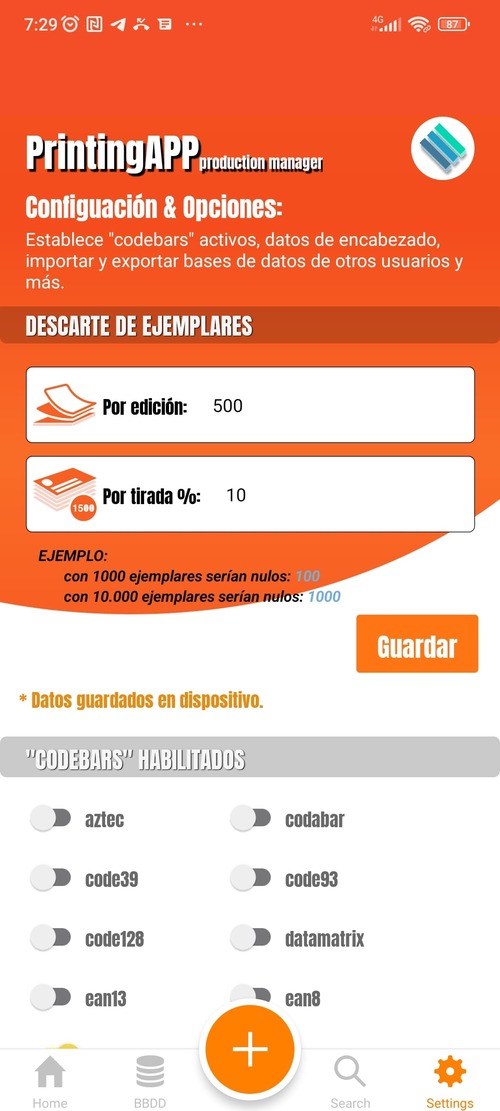 7:29
4G
87
PrintingAPP production manager
Configuación & Opciones:
Establece "codebars" activos, datos de encabezado,
importar y exportar bases de datos de otros usuarios y
más.
DESCARTE DE EJEMPLARES
Por edición: 500
1500
Por tirada %: 10
EJEMPLO:
con 1000 ejemplares serían nulos: 100
con 10.000 ejemplares serían nulos: 1000
Guardar
* Datos guardados en dispositivo.
"CODEBARS" HABILITADOS
aztec codabar
code39 code93
code128 datamatrix
ean13 ean8
Home BBDD Search Settings